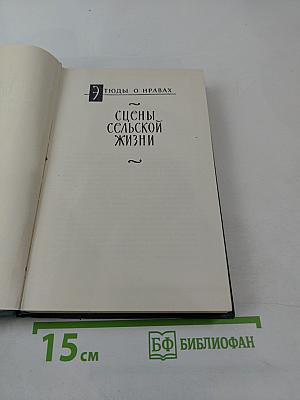 ЭТЮДЫ О НРАВАХ
~
СЦЕНЫ
СЕЛЬСКОЙ
ЖИЗНИ
~
15 см
БФ БИБЛИОФАН